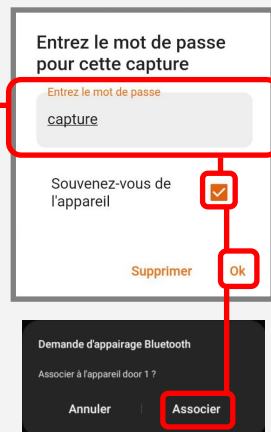 Entrez le mot de passe
pour cette capture
Entrez le mot de passe
capture
Souvenez-vous de
l'appareil
Supprimer Ok
Demande d'appairage Bluetooth
Associer à l'appareil door 1 ?
Annuler Associer